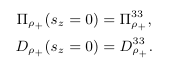 Π_{ρ_+}(s_z = 0) = Π^{33}_{ρ_+},
D_{ρ_+}(s_z = 0) = D^{33}_{ρ_+}.